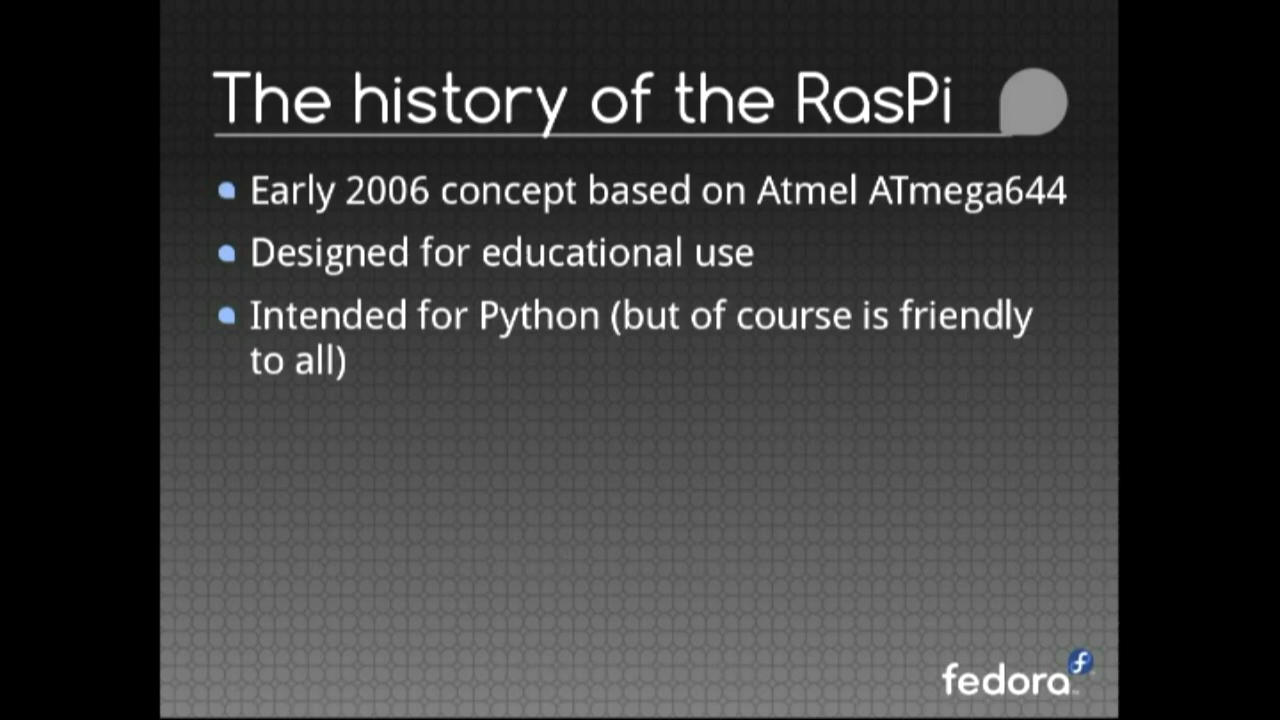 The history of the RasPi
Early 2006 concept based on Atmel ATmega644
Designed for educational use
Intended for Python (but of course is friendly
to all)
fedora